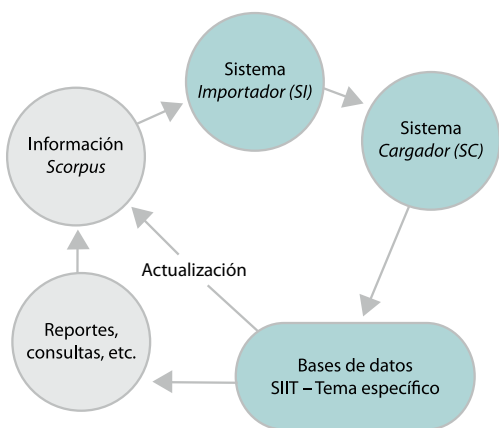 Sistema
Importador (SI)
Información
Scorpus
Sistema
Cargador (SC)
Actualización
Reportes,
consultas, etc.
Bases de datos
SIIT – Tema específico